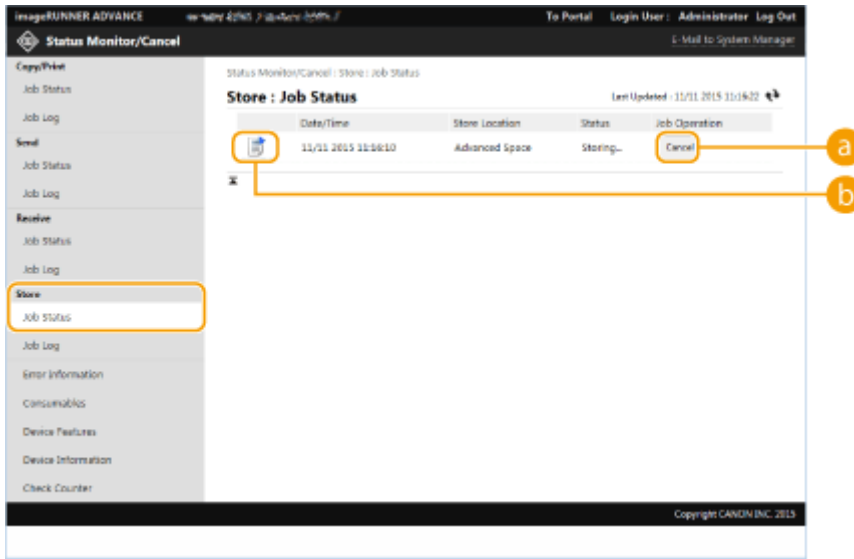 imageRUNNER ADVANCE
To Portal Login User : Administrator Log Out
Status Monitor/Cancel
E-Mail to System Manager
Copy/Print
Job Status
Job Log
Send
Job Status
Job Log
Receive
Job Status
Job Log
Store
Job Status
Job Log
Error Information
Consumables
Device Features
Device Information
Check Counter
Status Monitor/Cancel : Store : Job Status
Store : Job Status
Last Updated : 11/11 2015 11:16:22
Date/Time Store Location Status Job Operation
11/11 2015 11:16:10 Advanced Space Storing... Cancel
a
b
Copyright CANON INC. 2015